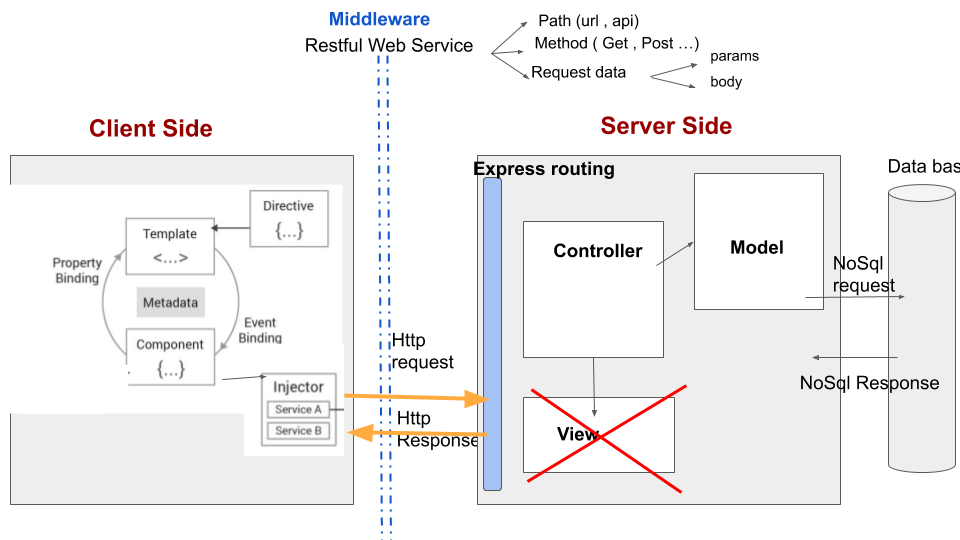 Middleware
Restful Web Service
Path (url , api)
Method ( Get , Post ...)
Request data
params
body
Client Side
Server Side
Directive
{...}
Template
<...>
Property
Binding
Metadata
Event
Binding
Component
{...}
Injector
Service A
Service B
Http
request
Http
Response
Express routing
Controller
Model
View
Data bas
NoSql
request
NoSql Response